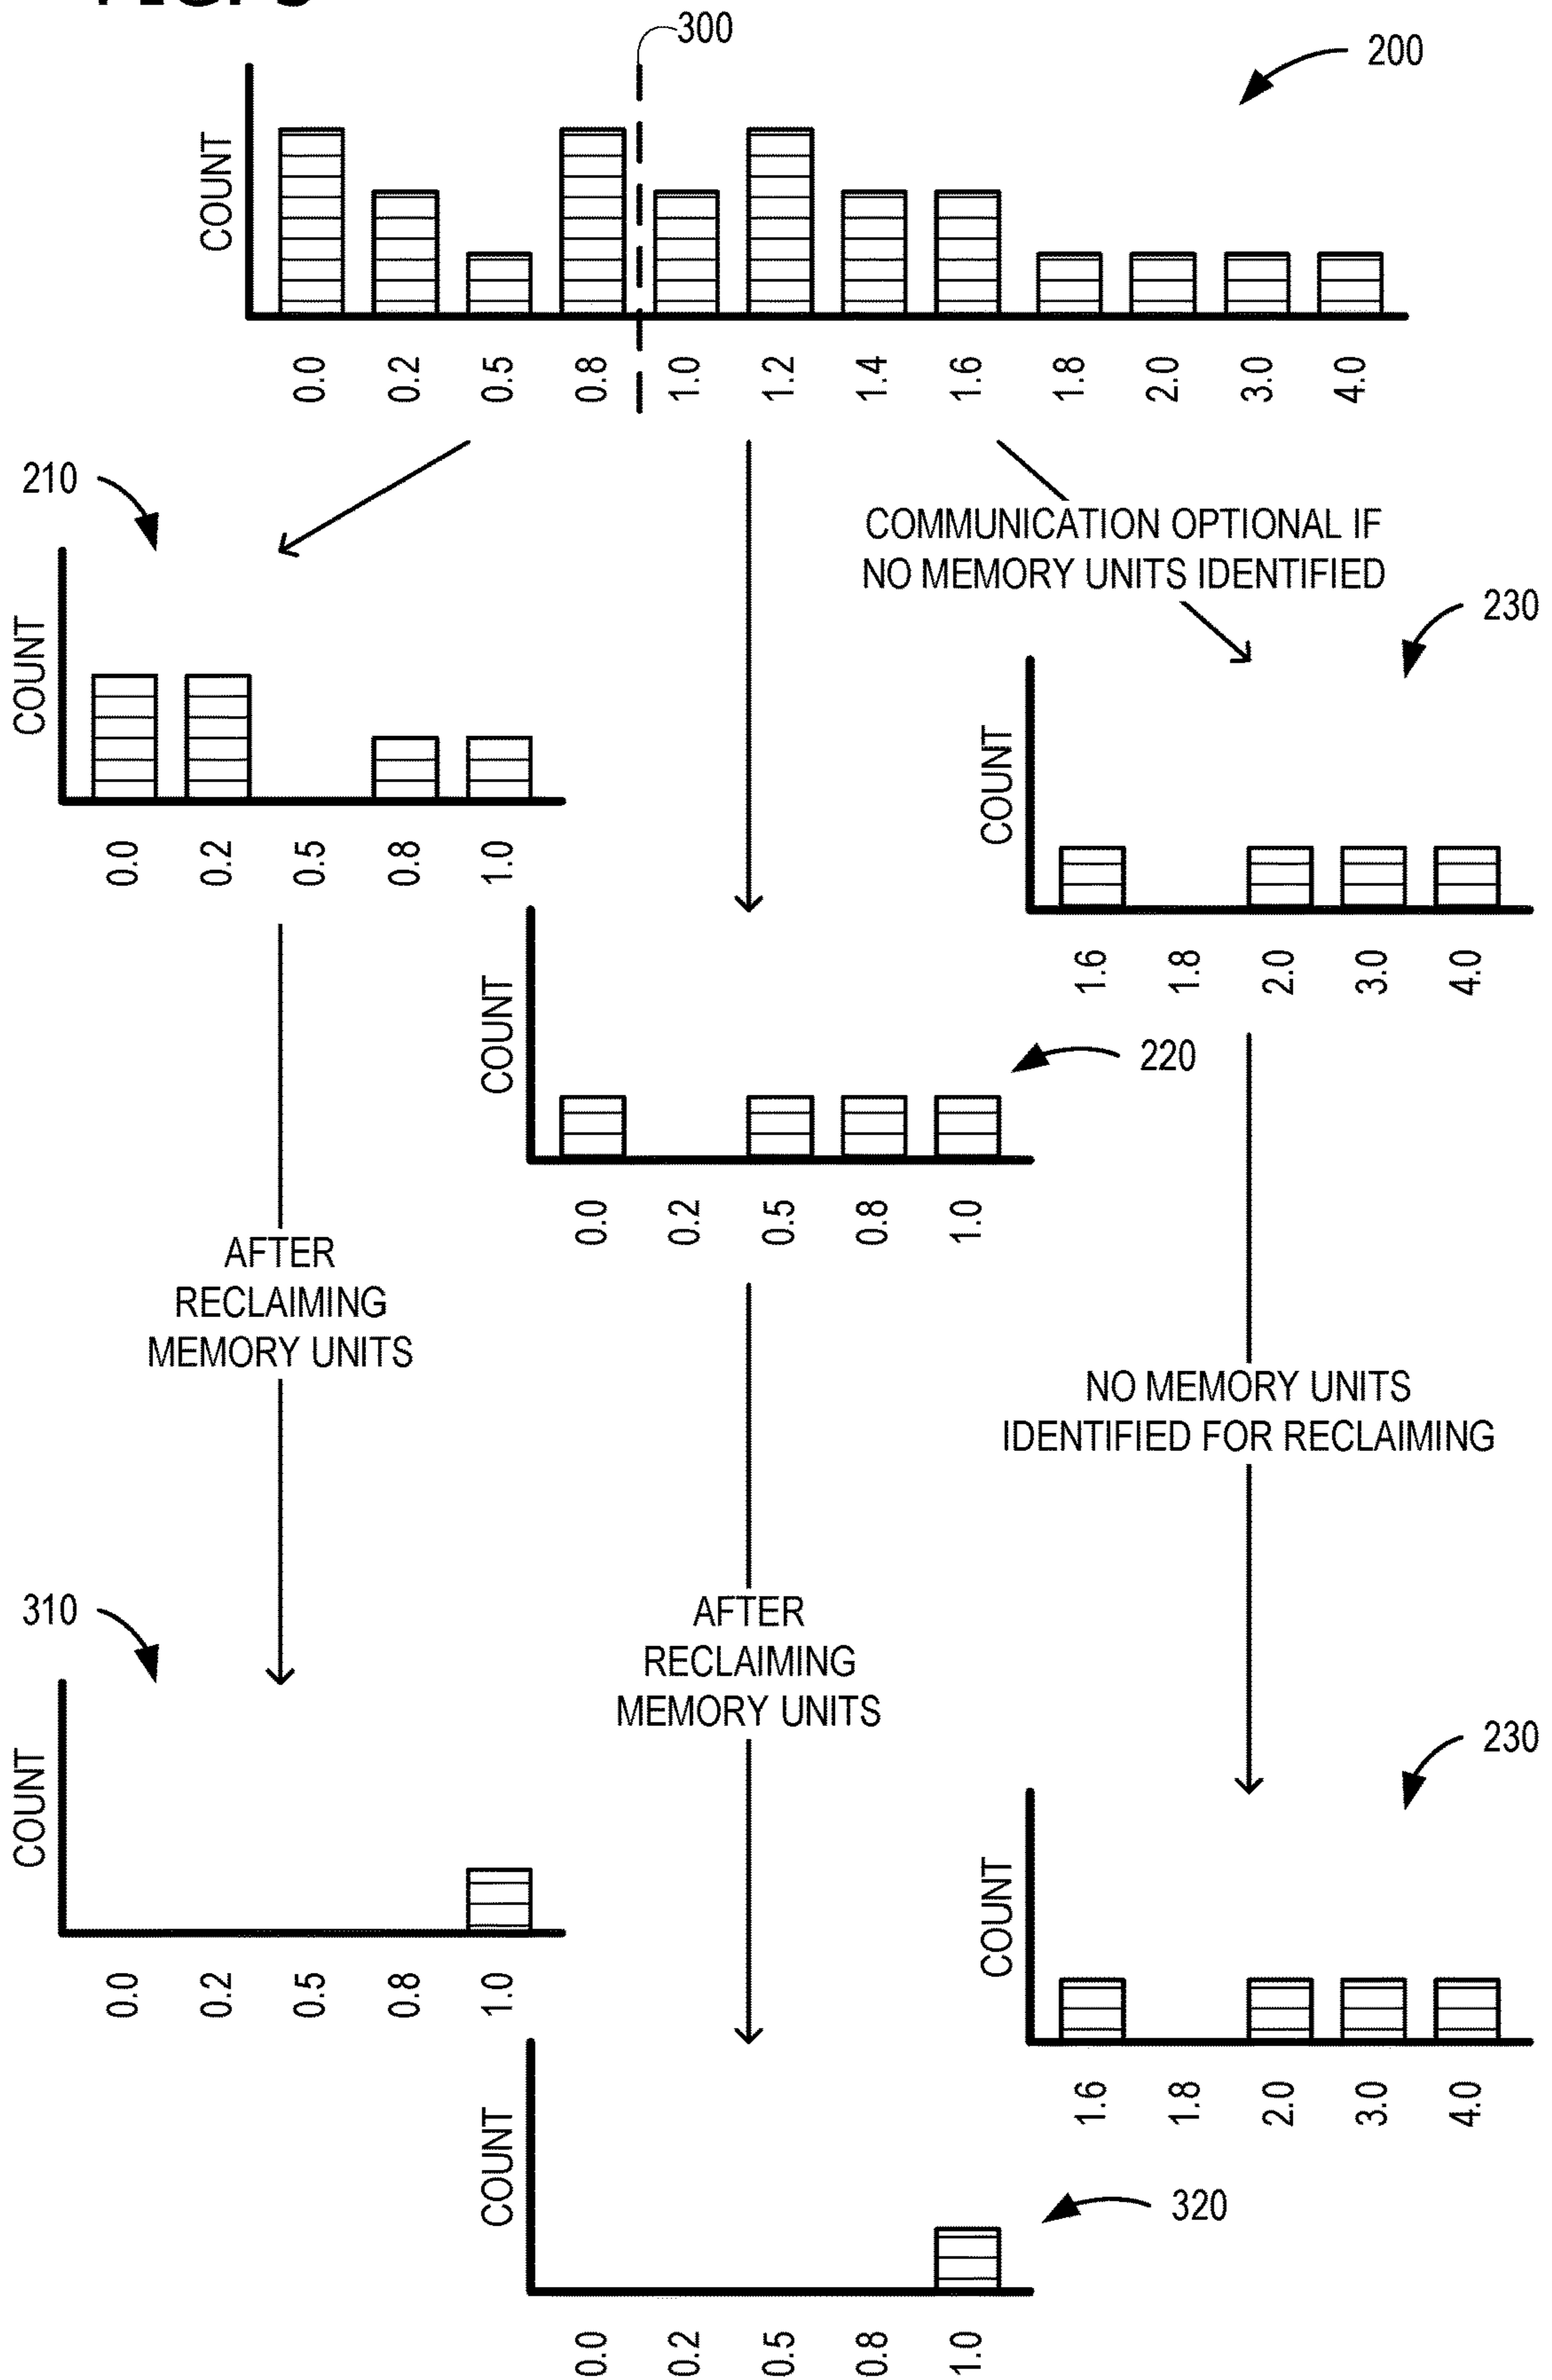 300
200
COUNT
0.0 0.2 0.5 0.8 1.0 1.2 1.4 1.6 1.8 2.0 3.0 4.0
210
COMMUNICATION OPTIONAL IF
NO MEMORY UNITS IDENTIFIED
230
COUNT
0.0 0.2 0.5 0.8 1.0
COUNT
1.6 1.8 2.0 3.0 4.0
COUNT
220
0.0 0.2 0.5 0.8 1.0
AFTER
RECLAIMING
MEMORY UNITS
NO MEMORY UNITS
IDENTIFIED FOR RECLAIMING
310
AFTER
RECLAIMING
MEMORY UNITS
230
COUNT
0.0 0.2 0.5 0.8 1.0
COUNT
1.6 1.8 2.0 3.0 4.0
COUNT
320
0.0 0.2 0.5 0.8 1.0